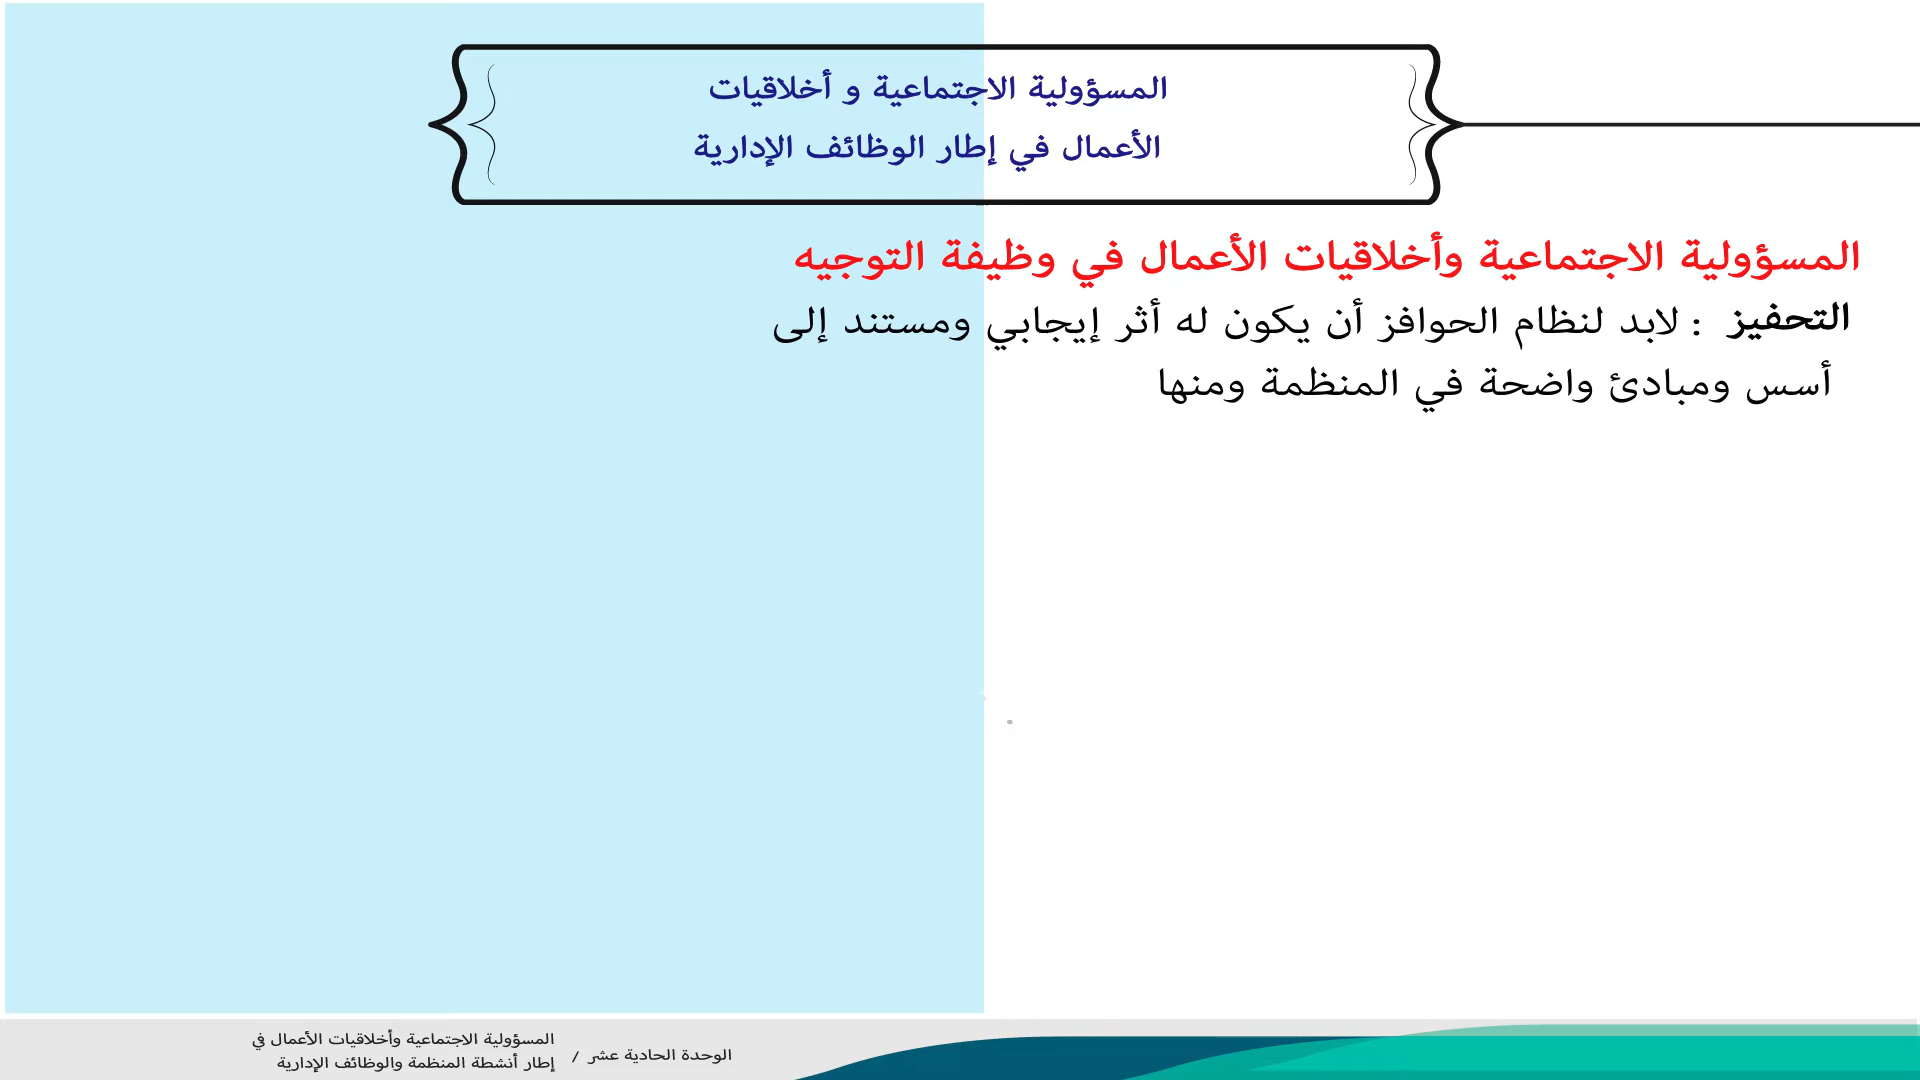 المسؤولية الاجتماعية و أخلاقيات
الأعمال في إطار الوظائف الإدارية
المسؤولية الاجتماعية وأخلاقيات الأعمال في وظيفة التوجيه
التحفيز : لابد لنظام الحوافز أن يكون له أثر إيجابي ومستند إلى
أسس ومبادئ واضحة في المنظمة ومنها
الوحدة الحادية عشر /
المسؤولية الاجتماعية وأخلاقيات الأعمال في
إطار أنشطة المنظمة والوظائف الإدارية